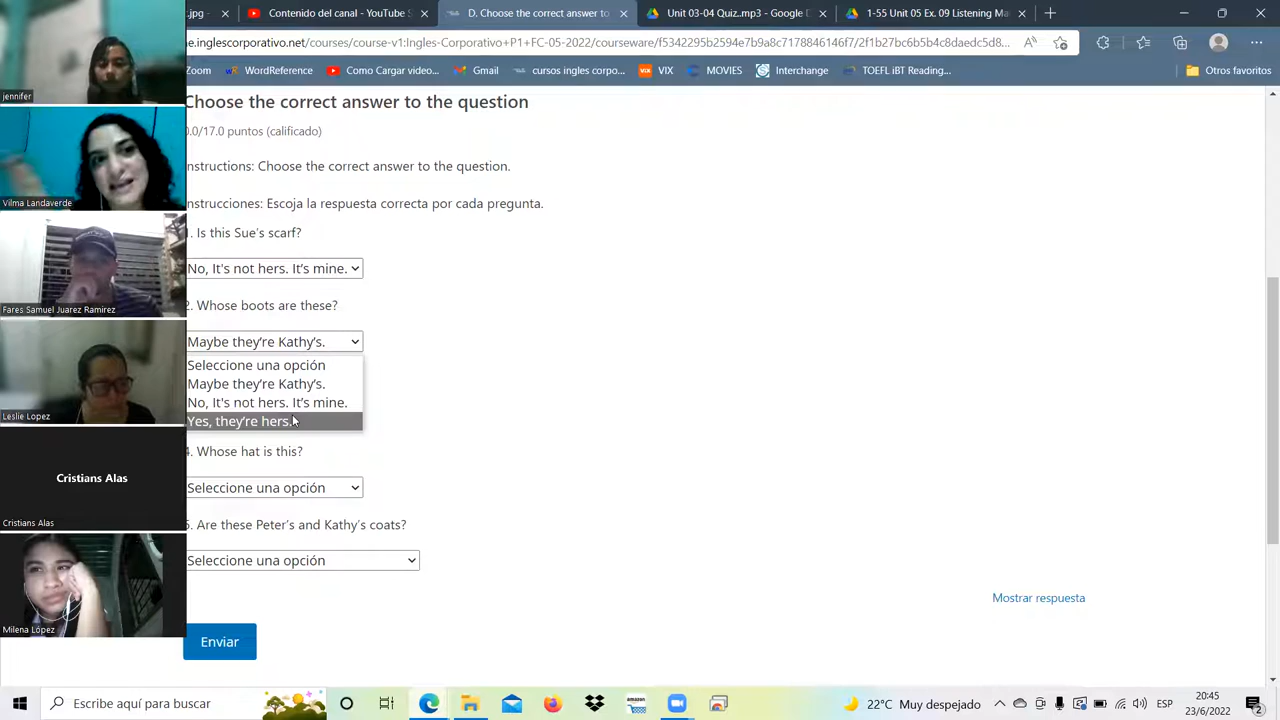 .jpg
Contenido del canal - YouTube S
D. Choose the correct answer to
Unit 03-04 Quiz..mp3 - Google D
1-55 Unit 05 Ex. 09 Listening Ma
e.inglescorporativo.net/courses/course-v1:Ingles-Corporativo+P1+FC-05-2022/courseware/f5342295b2594e7b9a8c7178846146f7/2f1b27bc6b5b4c8daedc5d8...
Zoom
WordReference
Como Cargar video...
Gmail
cursos ingles corpo...
VIX
MOVIES
Interchange
TOEFL iBT Reading...
Otros favoritos
jennifer
Vilma Landaverde
Fares Samuel Juarez Ramirez
Leslie Lopez
Cristians Alas
Cristians Alas
Milena López
Choose the correct answer to the question
0.0/17.0 puntos (calificado)
nstructions: Choose the correct answer to the question.
nstrucciones: Escoja la respuesta correcta por cada pregunta.
1. Is this Sue's scarf?
No, It's not hers. It's mine.
2. Whose boots are these?
Maybe they're Kathy's.
Seleccione una opción
Maybe they're Kathy's.
No, It's not hers. It's mine.
Yes, they're hers.
4. Whose hat is this?
Seleccione una opción
5. Are these Peter's and Kathy's coats?
Seleccione una opción
Mostrar respuesta
Enviar
Escribe aquí para buscar
amazon
22°C Muy despejado
ESP
20:45
23/6/2022
2